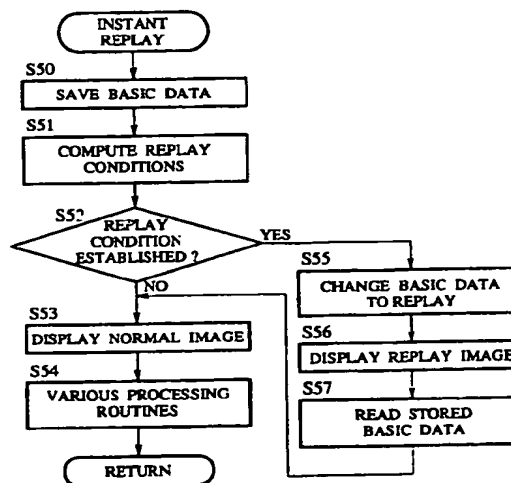 INSTANT
REPLAY
S50
SAVE BASIC DATA
S51
COMPUTE REPLAY
CONDITIONS
S52
REPLAY
CONDITION
ESTABLISHED ?
YES
NO
S53
DISPLAY NORMAL IMAGE
S54
VARIOUS PROCESSING
ROUTINES
RETURN
S55
CHANGE BASIC DATA
TO REPLAY
S56
DISPLAY REPLAY IMAGE
S57
READ STORED
BASIC DATA